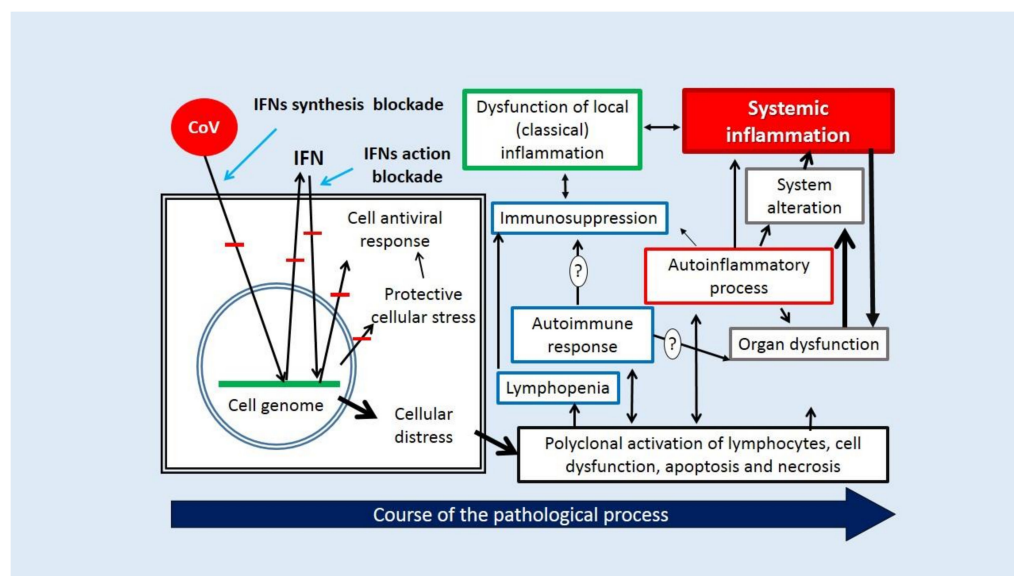 CoV
IFNs synthesis blockade
IFN
IFNs action
blockade
Cell antiviral
response
Protective
cellular stress
Cell genome
Cellular
distress
Dysfunction of local
(classical)
inflammation
Systemic
inflammation
System
alteration
Immunosuppression
?
Autoinflammatory
process
Autoimmune
response
?
Organ dysfunction
Lymphopenia
Polyclonal activation of lymphocytes, cell
dysfunction, apoptosis and necrosis
Course of the pathological process